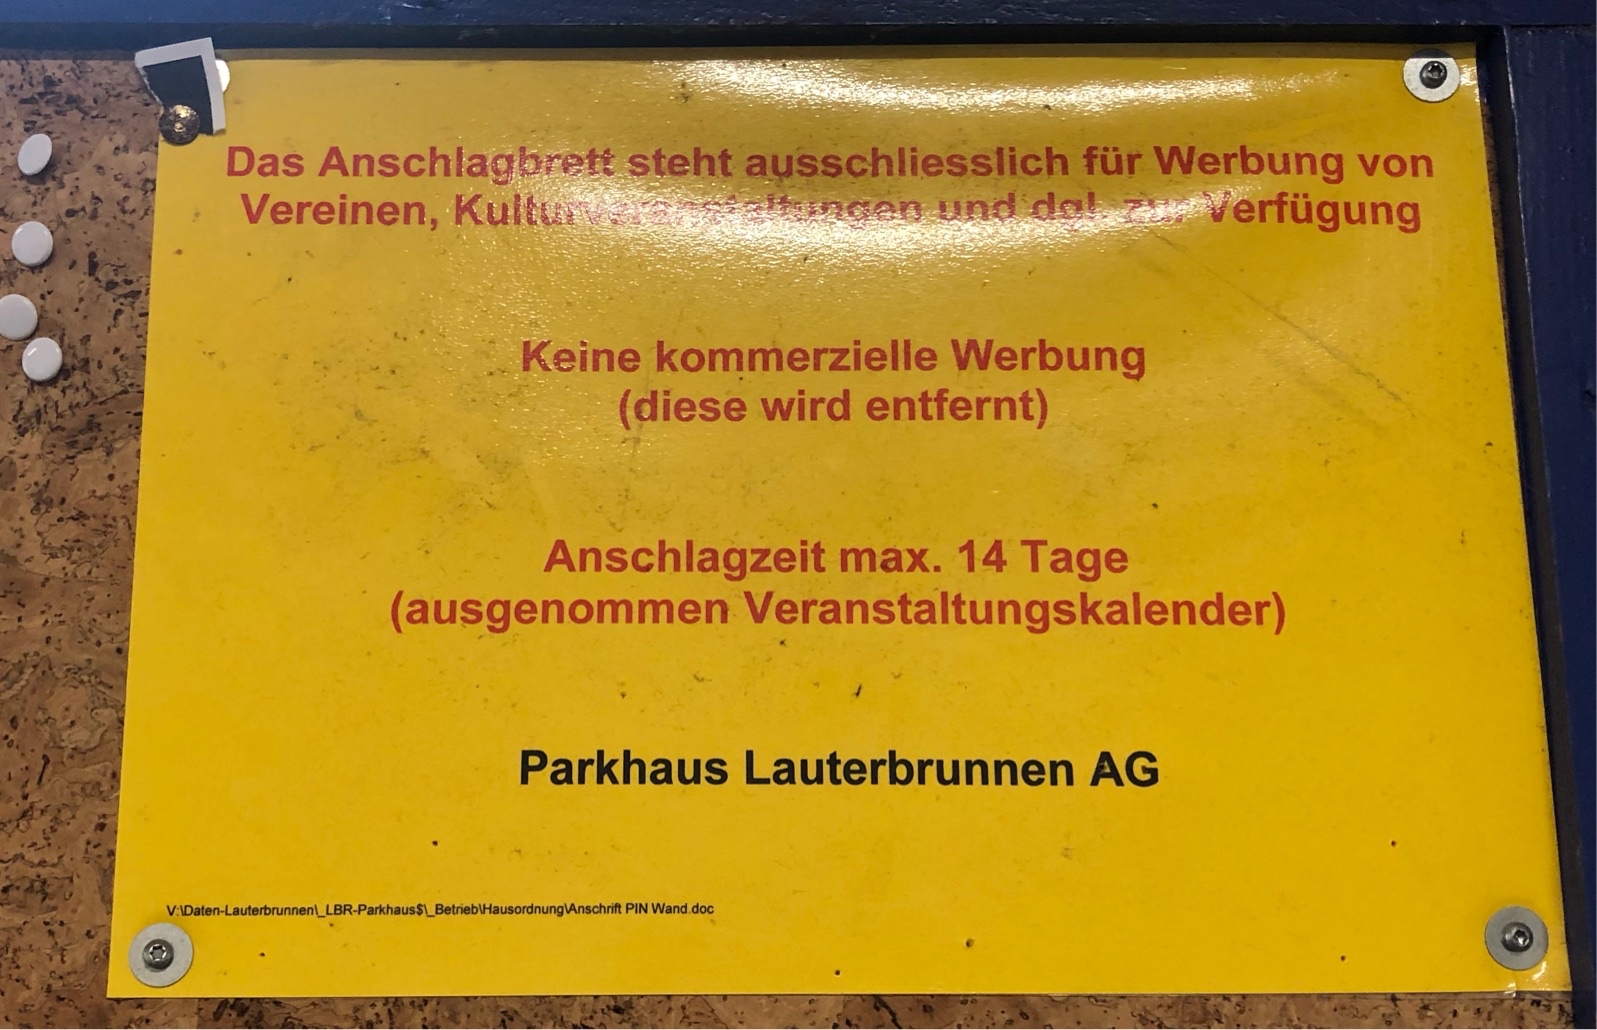 Das Anschlagbrett steht ausschliesslich für Werbung von
Vereinen, Kulturveranstaltungen und dgl. zur Verfügung
Keine kommerzielle Werbung
(diese wird entfernt)
Anschlagzeit max. 14 Tage
(ausgenommen Veranstaltungskalender)
Parkhaus Lauterbrunnen AG
V:\Daten-Lauterbrunnen\_LBR-Parkhaus$\_Betrieb\Hausordnung\Anschrift PIN Wand.doc